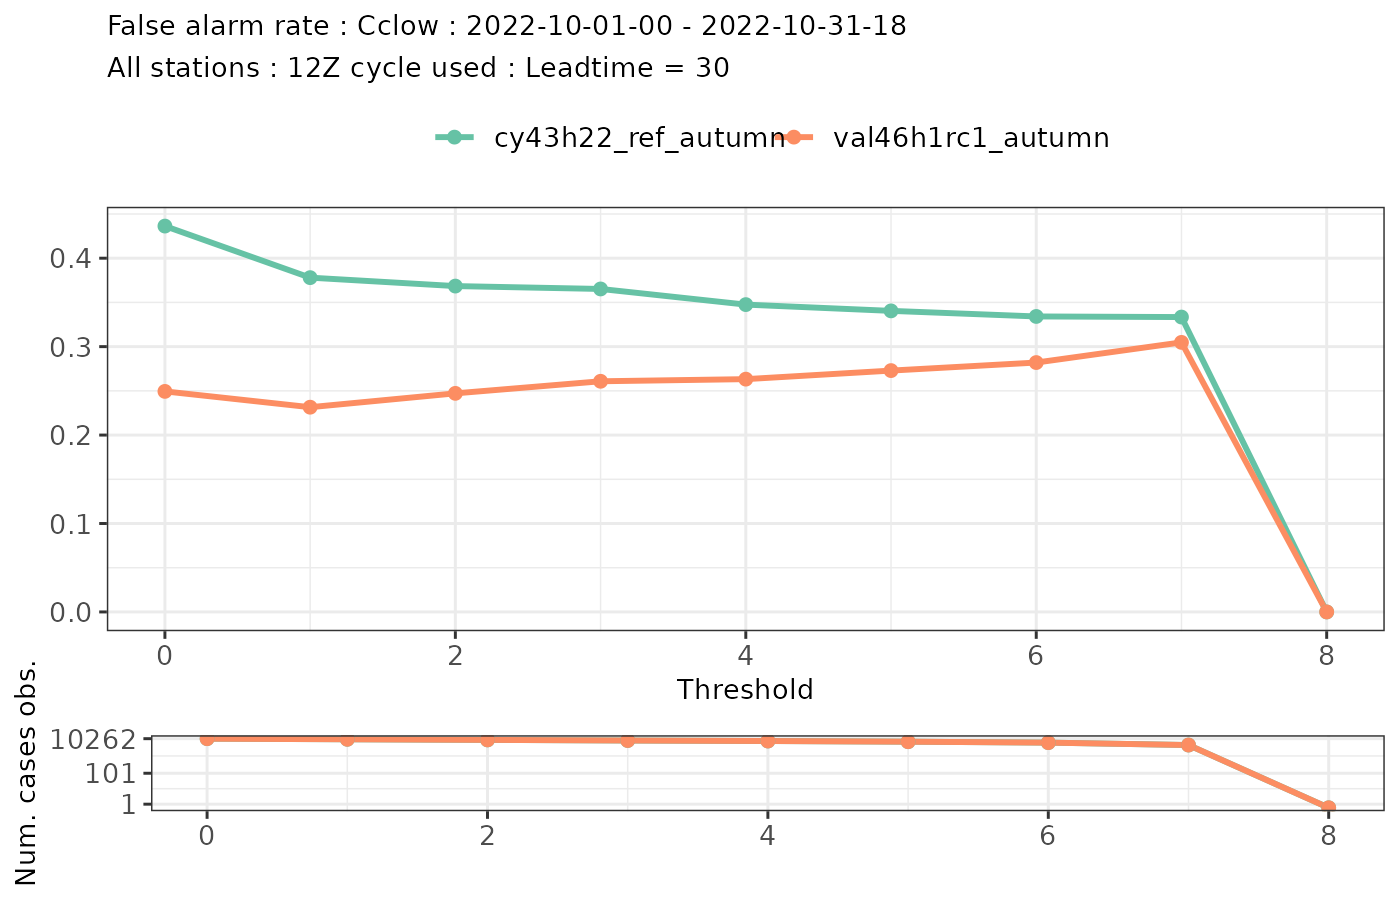 False alarm rate : Cclow : 2022-10-01-00 - 2022-10-31-18
All stations : 12Z cycle used : Leadtime = 30
cy43h22_ref_autumn val46h1rc1_autumn
0.4
0.3
0.2
0.1
0.0
0 2 4 6 8
Threshold
Num. cases obs.
10262
101
1
0 2 4 6 8